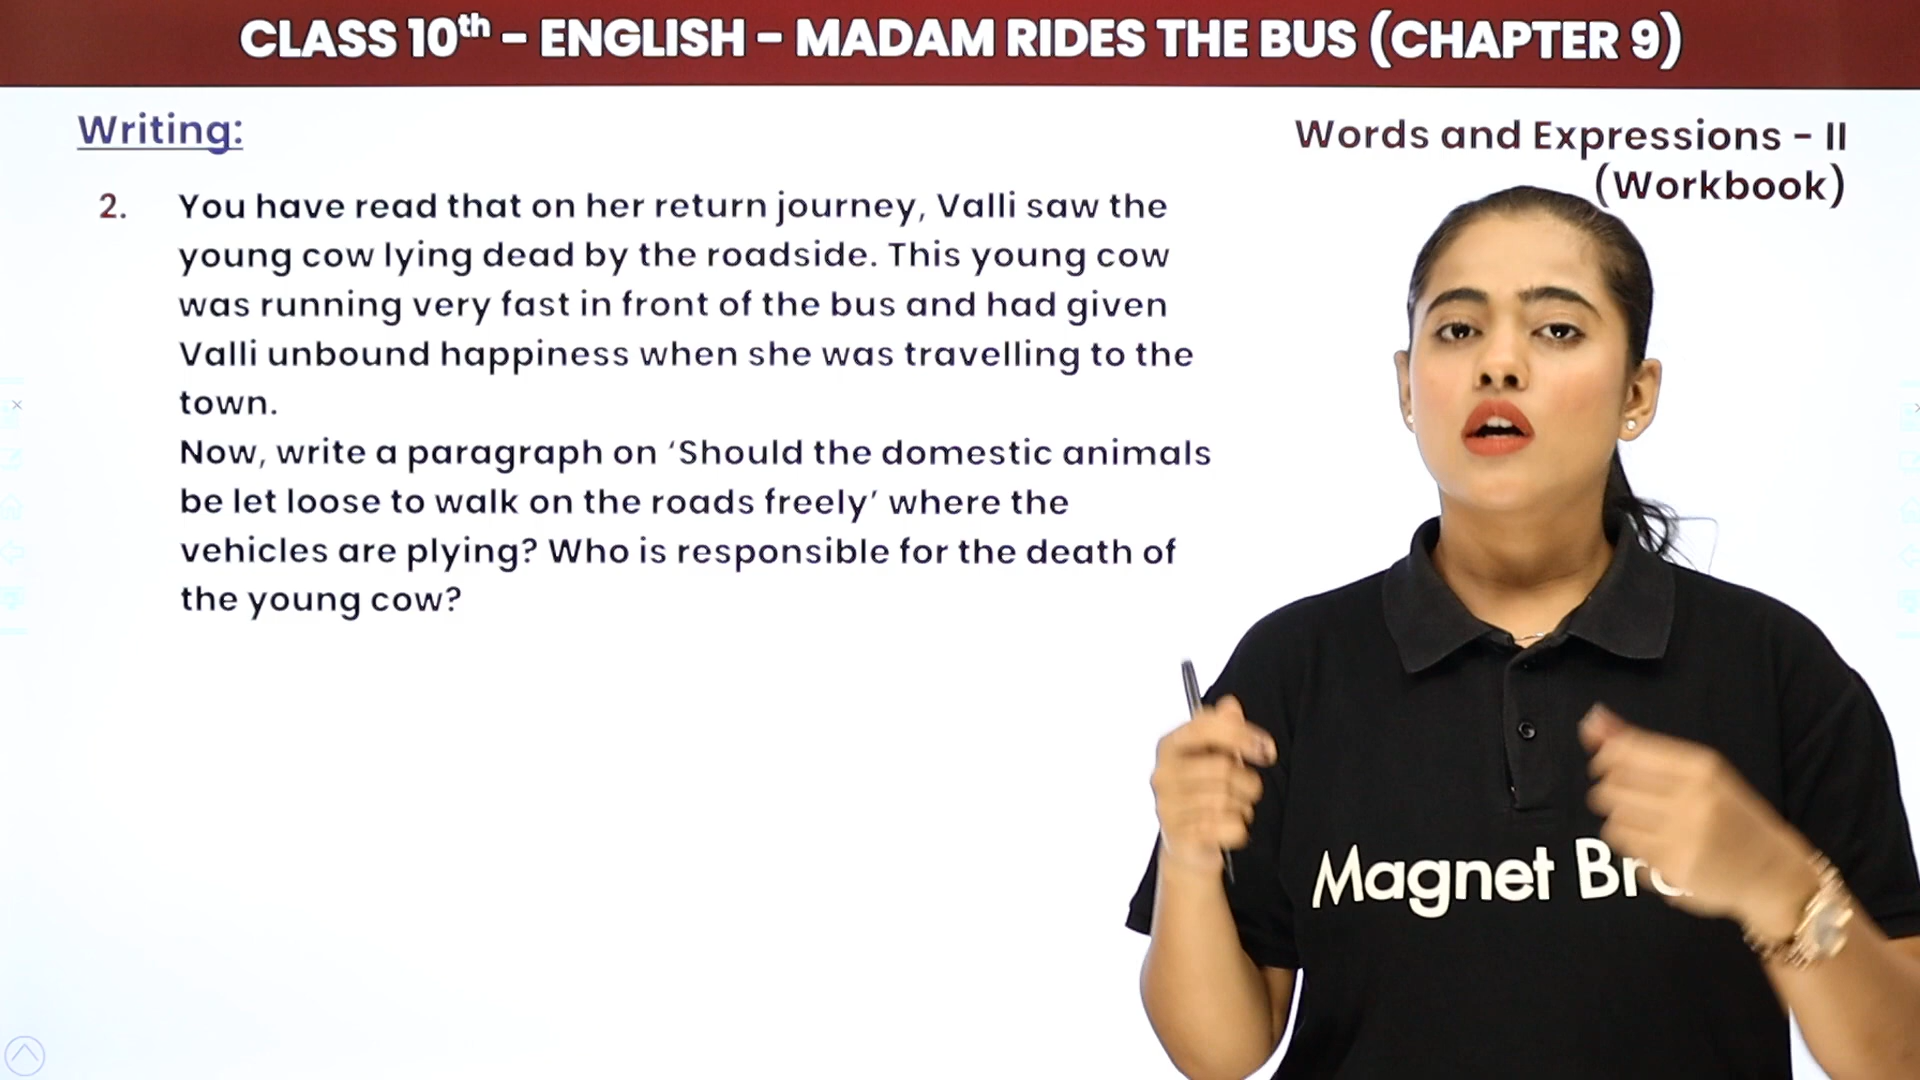 CLASS 10th - ENGLISH - MADAM RIDES THE BUS (CHAPTER 9)
Writing:
Words and Expressions - II
(Workbook)
2. You have read that on her return journey, Valli saw the
young cow lying dead by the roadside. This young cow
was running very fast in front of the bus and had given
Valli unbound happiness when she was travelling to the
town.
Now, write a paragraph on ‘Should the domestic animals
be let loose to walk on the roads freely’ where the
vehicles are plying? Who is responsible for the death of
the young cow?
Magnet